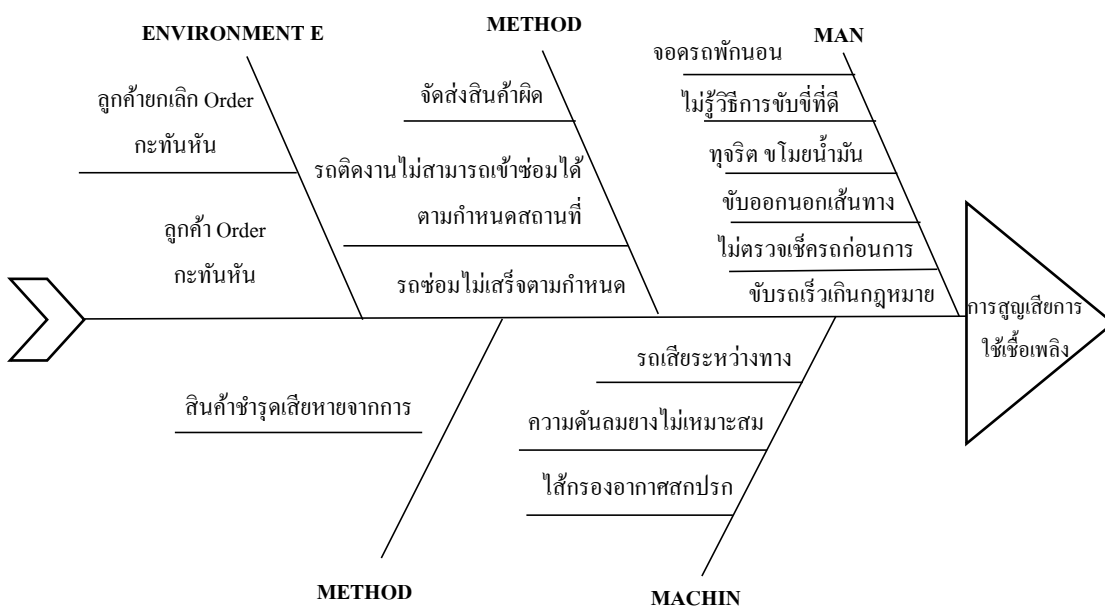 ENVIRONMENT E
ลูกค้ายกเลิก Order
กะทันหัน
ลูกค้า Order
กะทันหัน
METHOD
จัดส่งสินค้าผิด
รถติดงานไม่สามารถเข้าซ่อมได้
ตามกำหนดสถานที่
รถซ่อมไม่เสร็จตามกำหนด
MAN
จอดรถพักนอน
ไม่รู้วิธีการขับขี่ที่ดี
ทุจริต ขโมยน้ำมัน
ขับออกนอกเส้นทาง
ไม่ตรวจเช็ครถก่อนการ
ขับรถเร็วเกินกฎหมาย
การสูญเสียการ
ใช้เชื้อเพลิง
สินค้าชำรุดเสียหายจากการ
METHOD
รถเสียระหว่างทาง
ความดันลมยางไม่เหมาะสม
ไส้กรองอากาศสกปรก
MACHIN